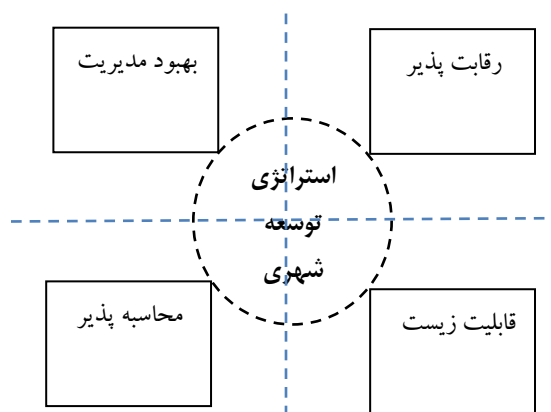 رقابت پذیر
بهبود مدیریت
استراتژی
توسعه
شهری
محاسبه پذیر
قابلیت زیست